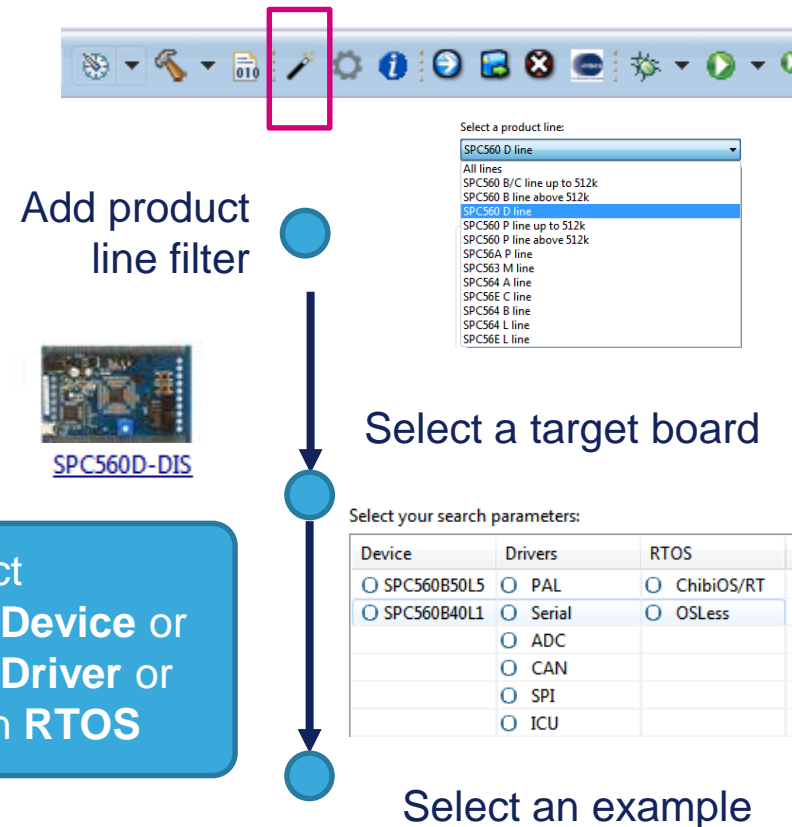 010
Select a product line:
SPC560 D line
All lines
SPC560 B/C line up to 512k
SPC560 B line above 512k
SPC560 D line
SPC560 P line up to 512k
SPC560 P line above 512k
SPC56A P line
SPC563 M line
SPC564 A line
SPC56E C line
SPC564 B line
SPC564 L line
SPC56E L line
Add product
line filter
Select a target board
SPC560D-DIS
Select your search parameters:
Device Drivers RTOS
SPC560B50L5 PAL ChibiOS/RT
SPC560B40L1 Serial OSLess
ADC
CAN
SPI
ICU
ct
Device or
Driver or
n RTOS
Select an example